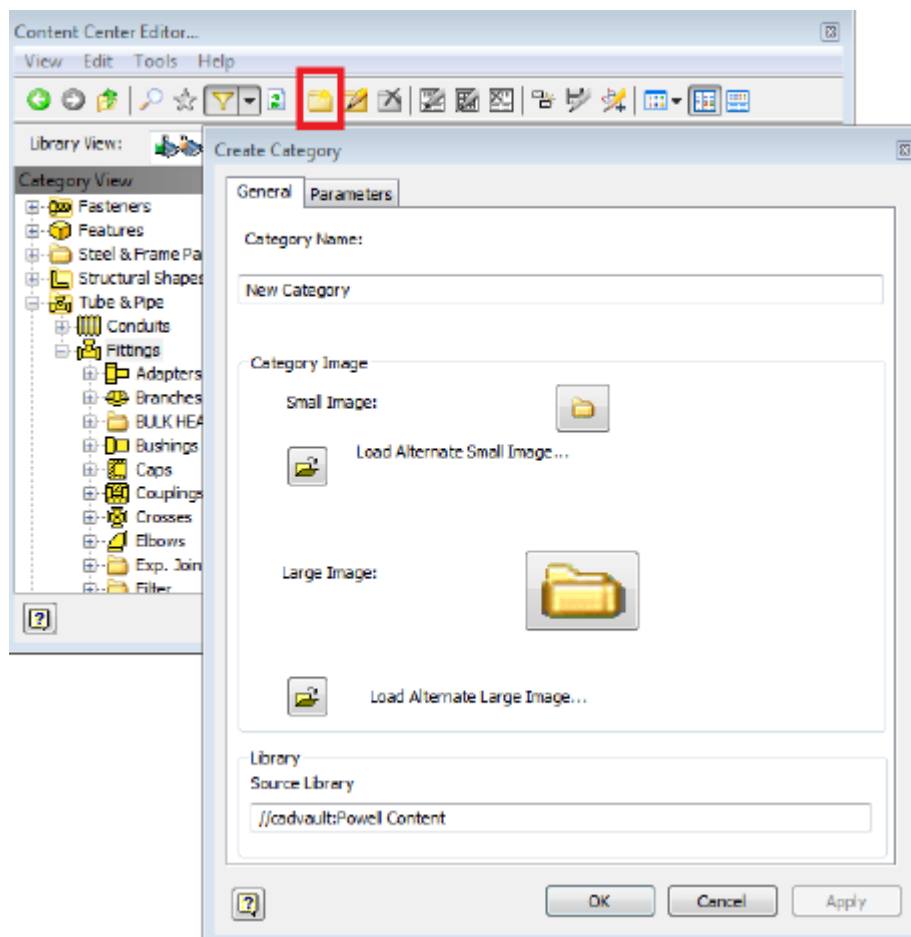 Content Center Editor...
View Edit Tools Help
Library View:
Category View
Fasteners
Features
Steel & Frame Pa
Structural Shapes
Tube & Pipe
Conduits
Fittings
Adapters
Branches
BULK HEA
Bushings
Caps
Couplings
Crosses
Elbows
Exp. Join
Filter
Create Category
General Parameters
Category Name:
New Category
Category Image
Small Image:
Load Alternate Small Image...
Large Image:
Load Alternate Large Image...
Library
Source Library
//cadvault:Powell Content
OK Cancel Apply